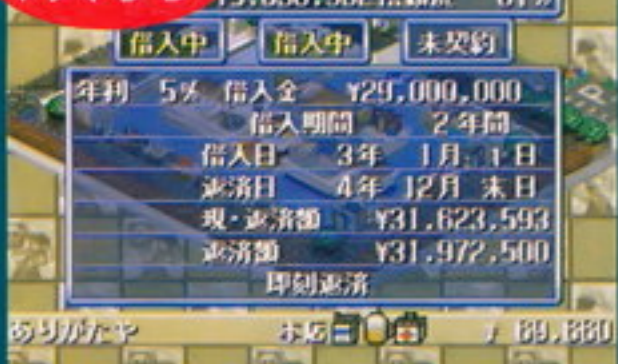 借入中 借入中 未契約
年利 5% 借入金 ¥29,000,000
借入期間 2年間
借入日 3年 1月 1日
返済日 4年 12月 末日
現・返済額 ¥31,623,593
返済額 ¥31,972,500
即刻返済
ありがたや 本店